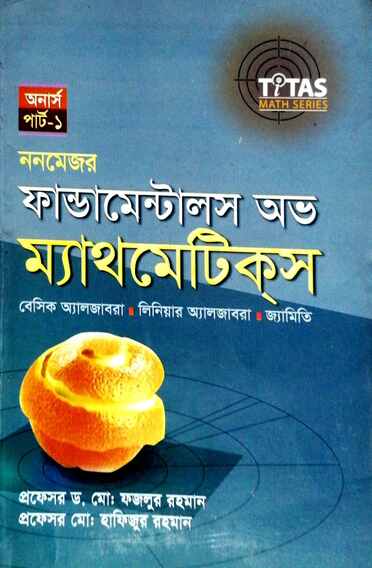 TiTAS
MATH SERIES
অনার্স
পার্ট-১
ননমেজর
ফান্ডামেন্টালস অভ
ম্যাথমেটিক্‌স
বেসিক অ্যালজাবরা ■ লিনিয়ার অ্যালজাবরা ■ জ্যামিতি
প্রফেসর ড. মো: ফজলুর রহমান
প্রফেসর মো: হাফিজুর রহমান